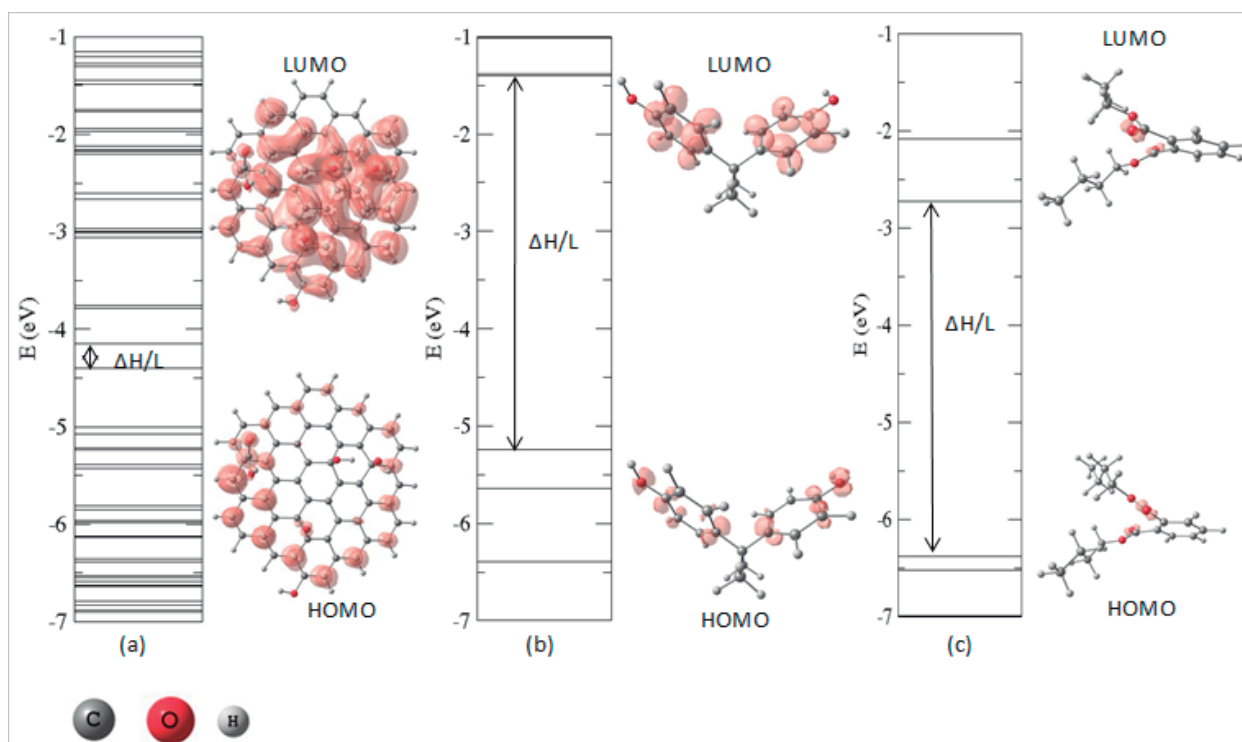 -1
-2
-3
-4
-5
-6
-7
E (eV)
LUMO
ΔH/L
HOMO
(a)
-1
-2
-3
-4
-5
-6
-7
E (eV)
LUMO
ΔH/L
HOMO
(b)
-1
-2
-3
-4
-5
-6
-7
E (eV)
LUMO
ΔH/L
HOMO
(c)
C
O
H